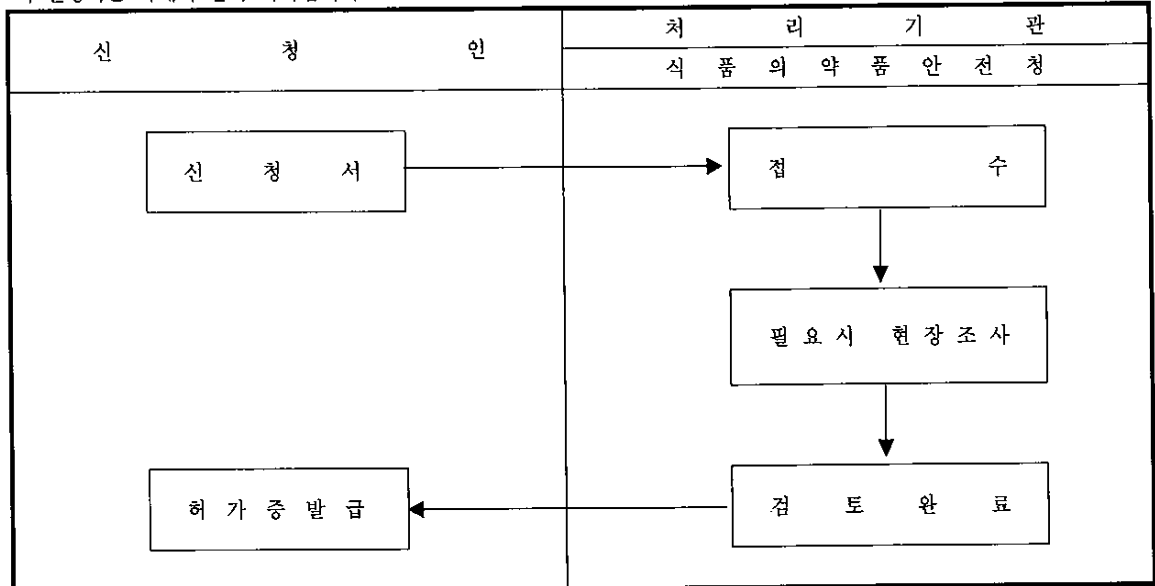 신 청 인
처 리 기 관
식 품 의 약 품 안 전 청
신 청 서
접 수
필 요 시 현 장 조 사
허 가 증 발 급
검 토 완 료